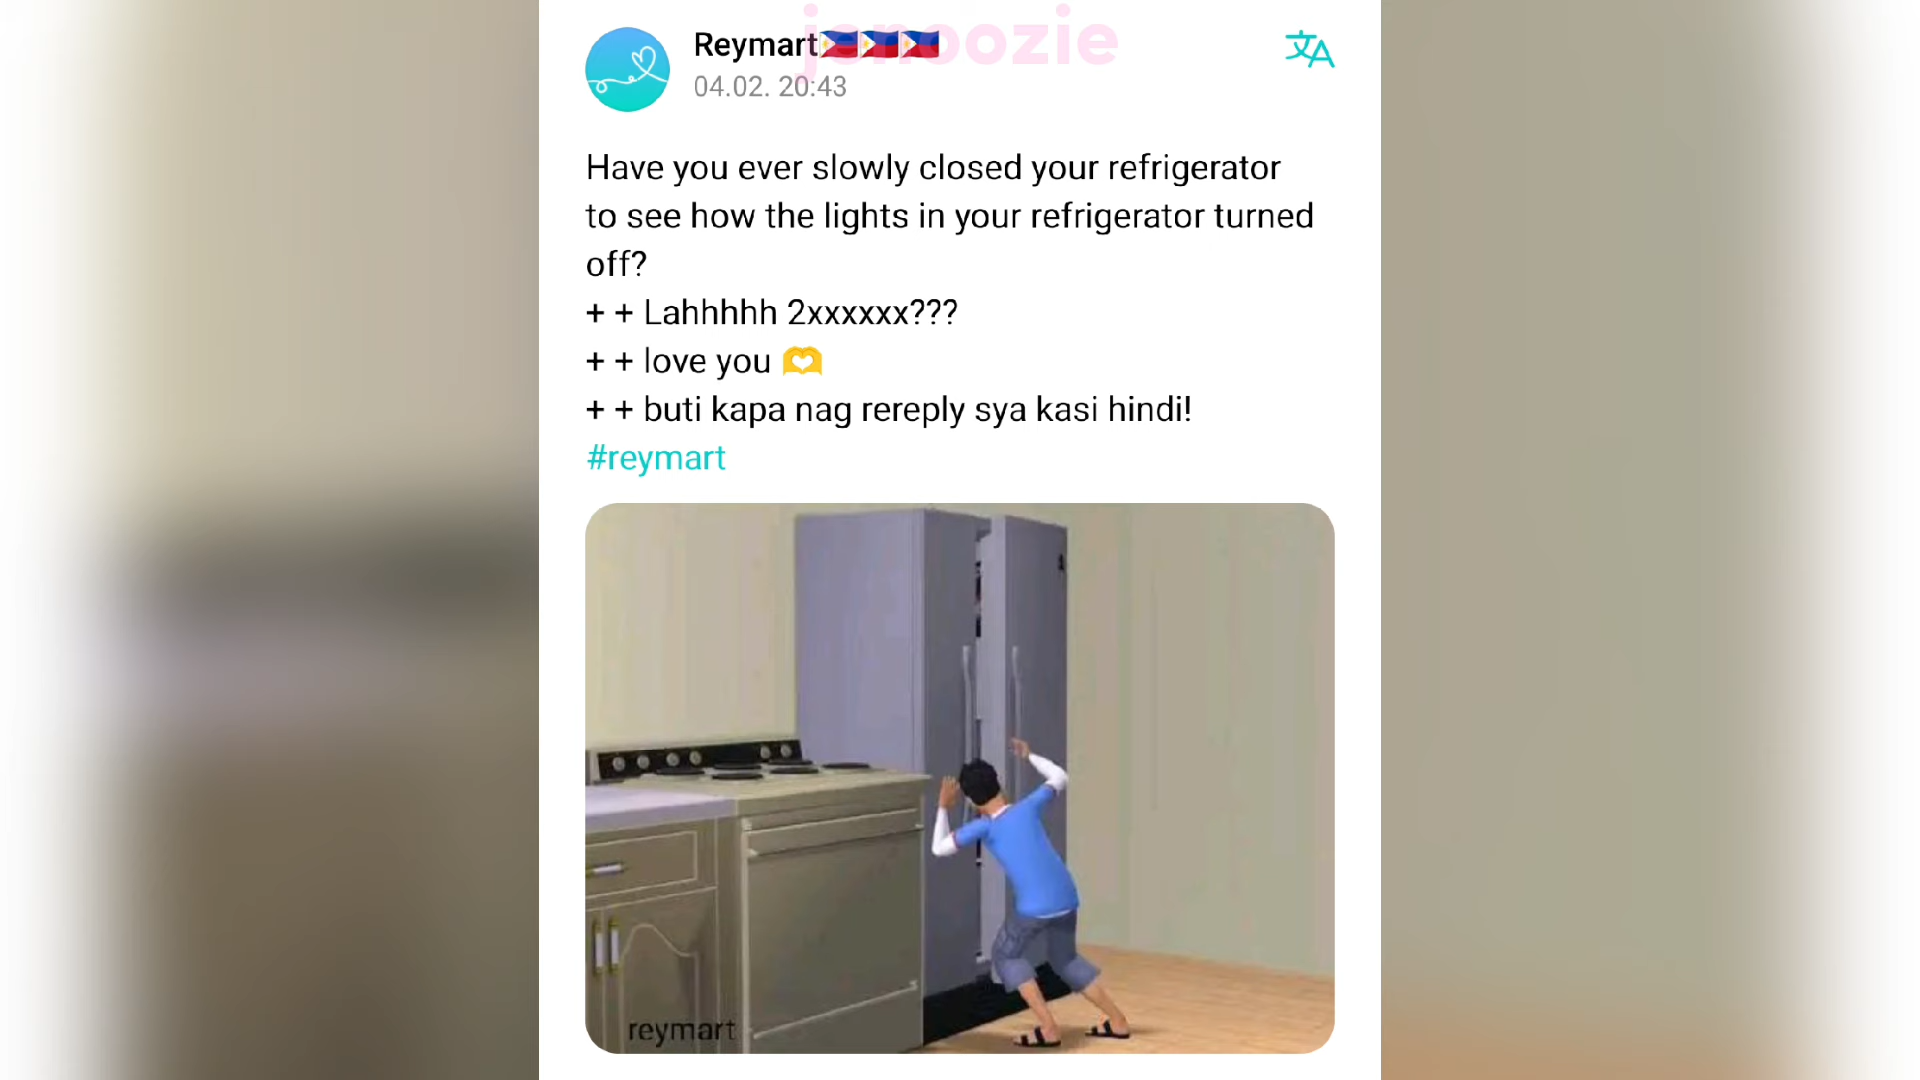 janoozie
Reymart🇵🇭🇵🇭🇵🇭
04.02. 20:43
Have you ever slowly closed your refrigerator
to see how the lights in your refrigerator turned
off?
+ + Lahhhhh 2xxxxxx???
+ + love you 🫶
+ + buti kapa nag rereply sya kasi hindi!
#reymart
reymart